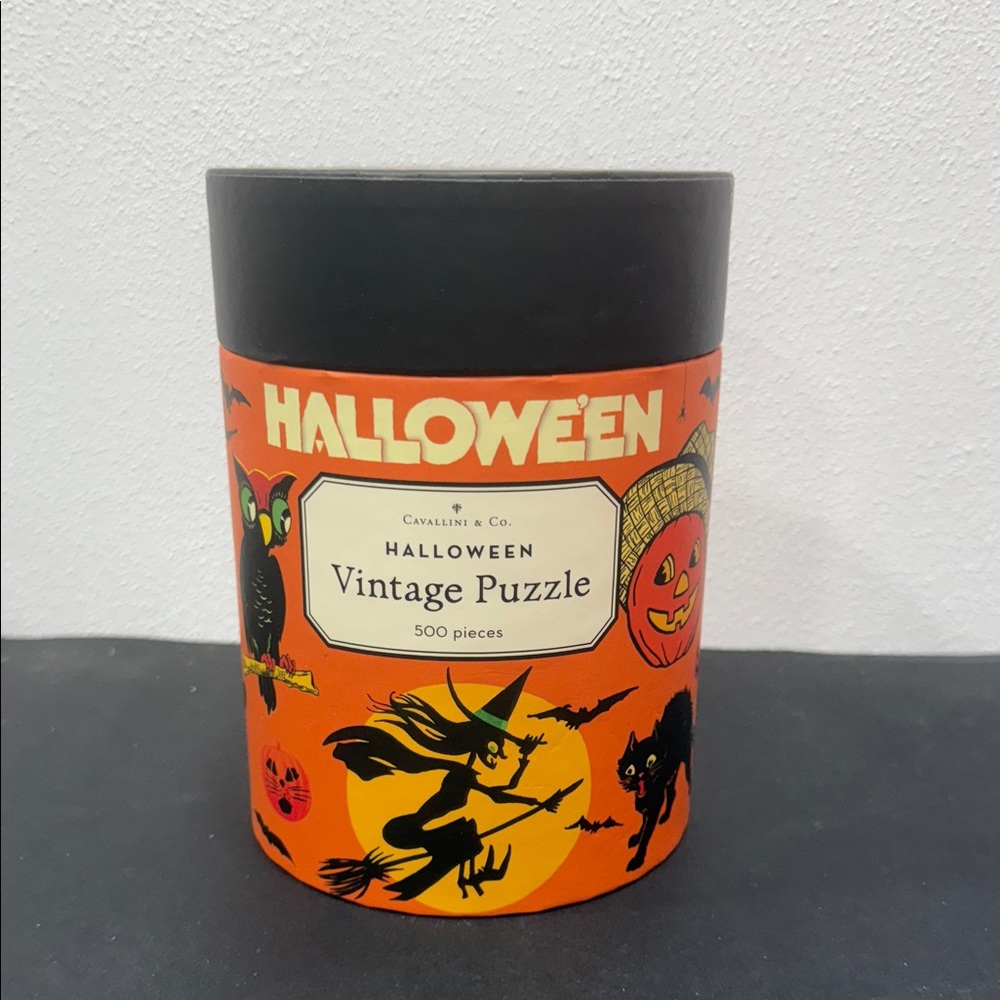 HALLOWE'EN
CAVALLINI & CO.
HALLOWEEN
Vintage Puzzle
500 pieces